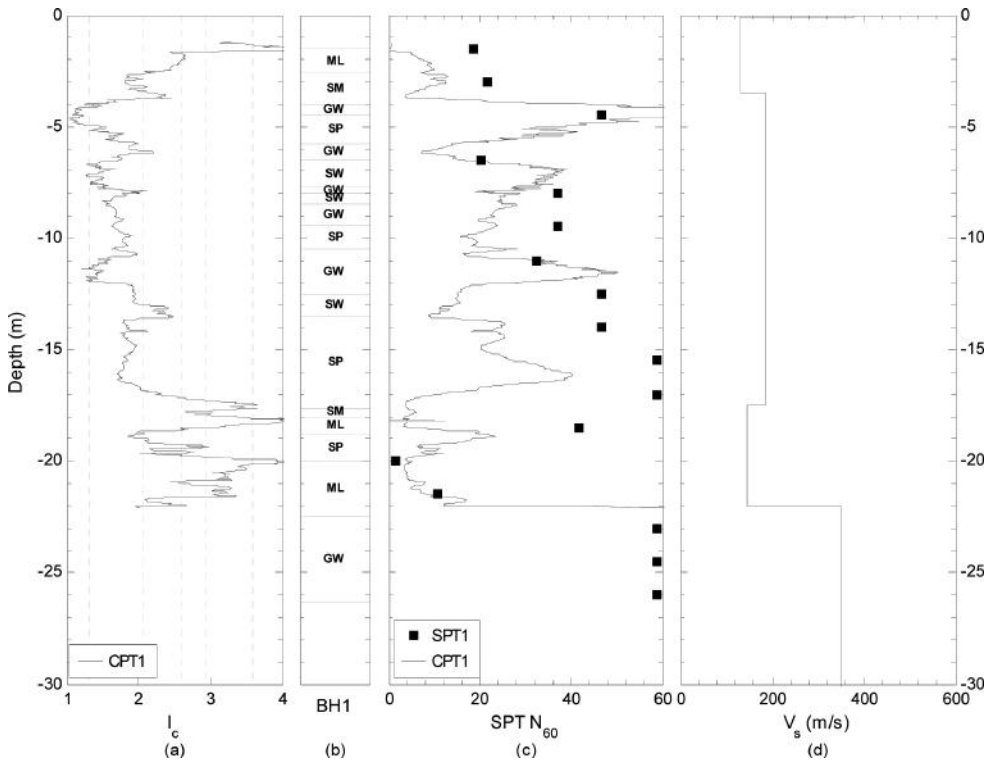 0
-5
-10
-15
-20
-25
-30
Depth (m)
CPT1
1
2
3
4
I_c
(a)
ML
SM
GW
SP
GW
SW
GW
SW
GW
SP
GW
SW
SP
SM
ML
SP
ML
GW
BH1
(b)
SPT1
CPT1
0
20
40
60
SPT N_60
(c)
0
-5
-10
-15
-20
-25
-30
0
200
400
600
V_s (m/s)
(d)